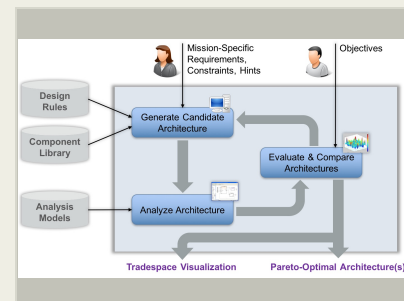 Mission-Specific
Requirements,
Constraints, Hints
Objectives
Design
Rules
Component
Library
Analysis
Models
Generate Candidate
Architecture
Evaluate & Compare
Architectures
Analyze Architecture
Tradespace Visualization
Pareto-Optimal Architecture(s)